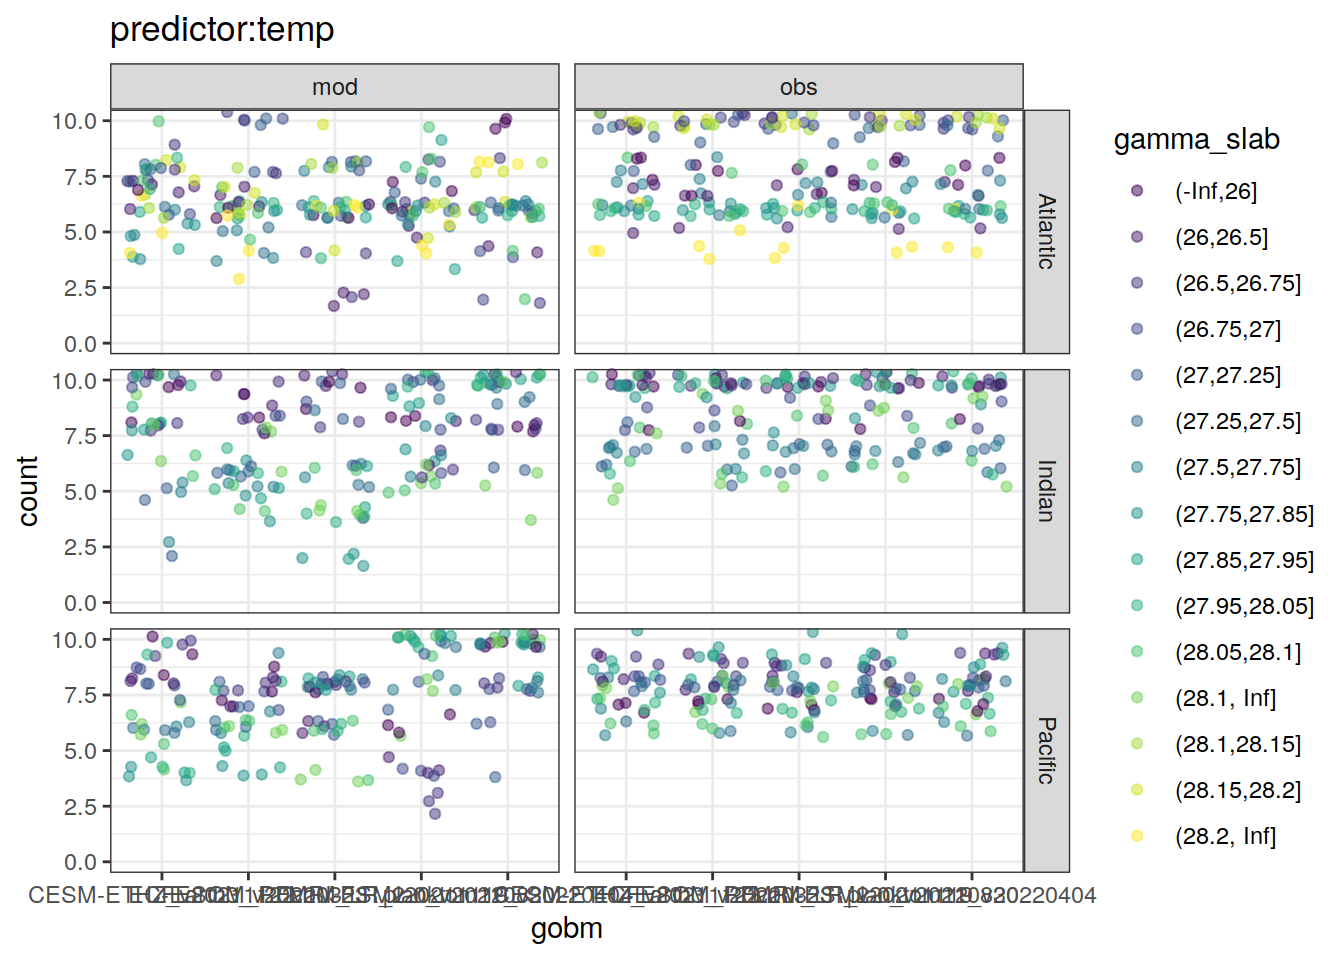 predictor:temp
mod
obs
gamma_slab
(-Inf,26]
(26,26.5]
(26.5,26.75]
(26.75,27]
(27,27.25]
(27.25,27.5]
(27.5,27.75]
(27.75,27.85]
(27.85,27.95]
(27.95,28.05]
(28.05,28.1]
(28.1, Inf]
(28.1,28.15]
(28.15,28.2]
(28.2, Inf]
10.0
7.5
5.0
2.5
0.0
Atlantic
10.0
7.5
5.0
2.5
0.0
Indian
10.0
7.5
5.0
2.5
0.0
Pacific
count
gobm